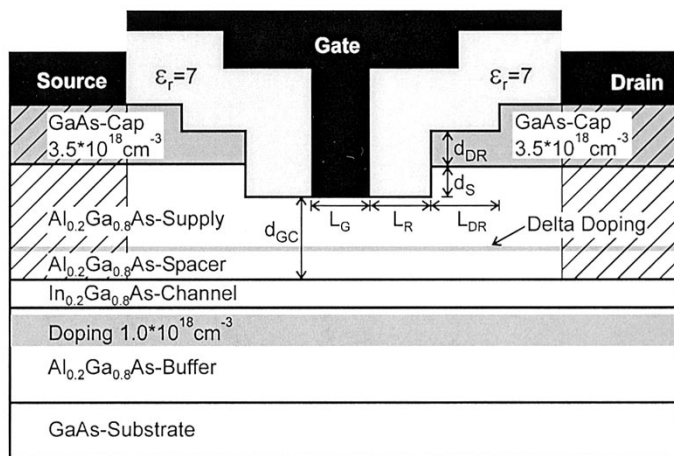 Gate
Source
εr=7
εr=7
Drain
GaAs-Cap
3.5*10^18cm^-3
GaAs-Cap
3.5*10^18cm^-3
dDR
dS
Al0.2Ga0.8As-Supply
dGC
LG
LR
LDR
Delta Doping
Al0.2Ga0.8As-Spacer
In0.2Ga0.8As-Channel
Doping 1.0*10^18cm^-3
Al0.2Ga0.8As-Buffer
GaAs-Substrate